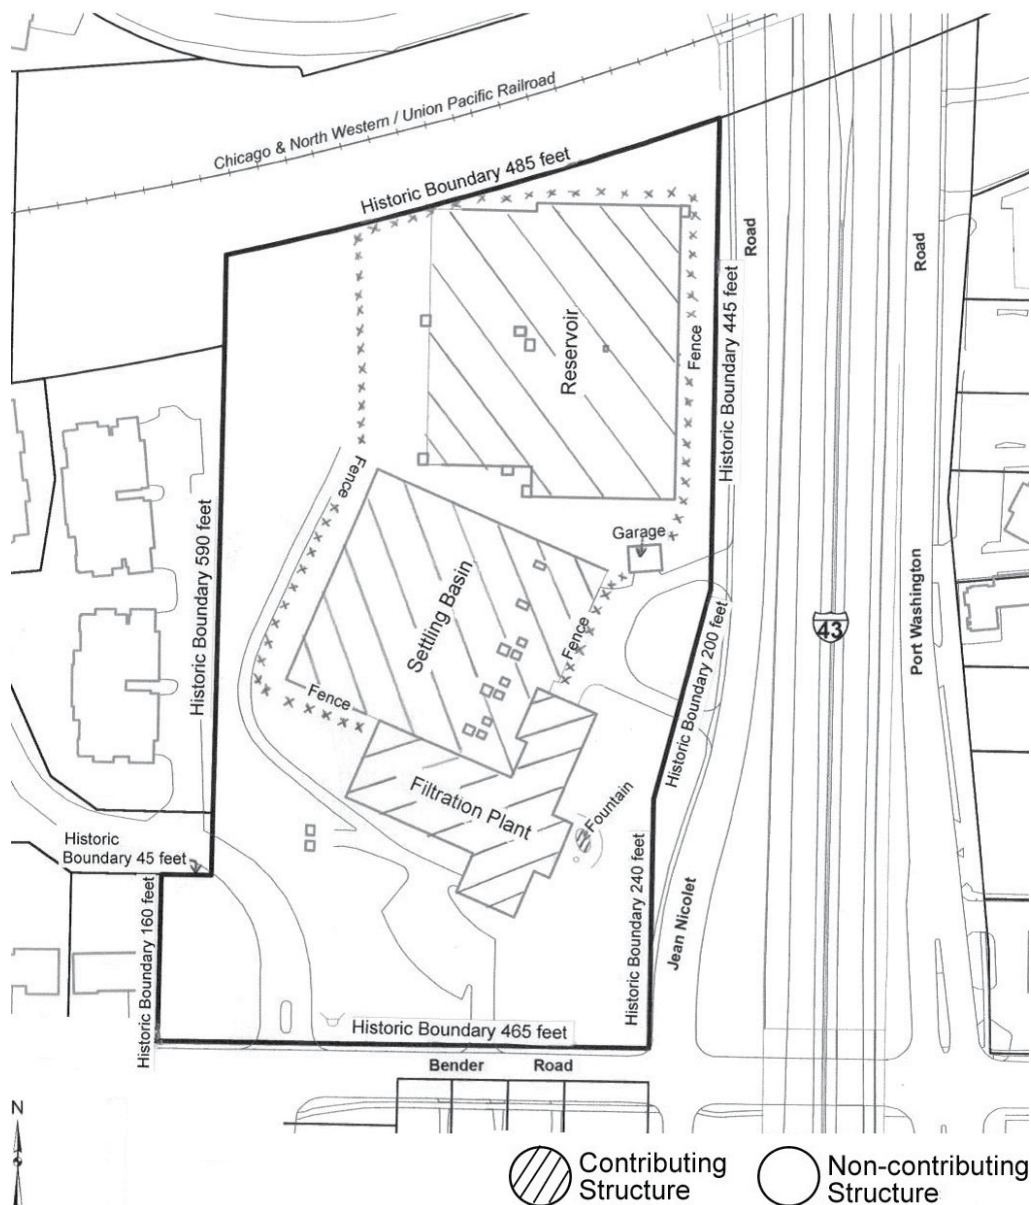 Chicago & North Western / Union Pacific Railroad
Historic Boundary 485 feet
Road
Road
Reservoir
Fence
Historic Boundary 445 feet
Fence
Garage
Historic Boundary 590 feet
Settling Basin
Fence
Historic Boundary 200 feet
43
Port Washington
Fence
Filtration Plant
Fountain
Historic
Boundary 45 feet
Historic Boundary 160 feet
Historic Boundary 240 feet
Jean Nicolet
Historic Boundary 465 feet
Bender Road
N
Contributing
Structure
Non-contributing
Structure